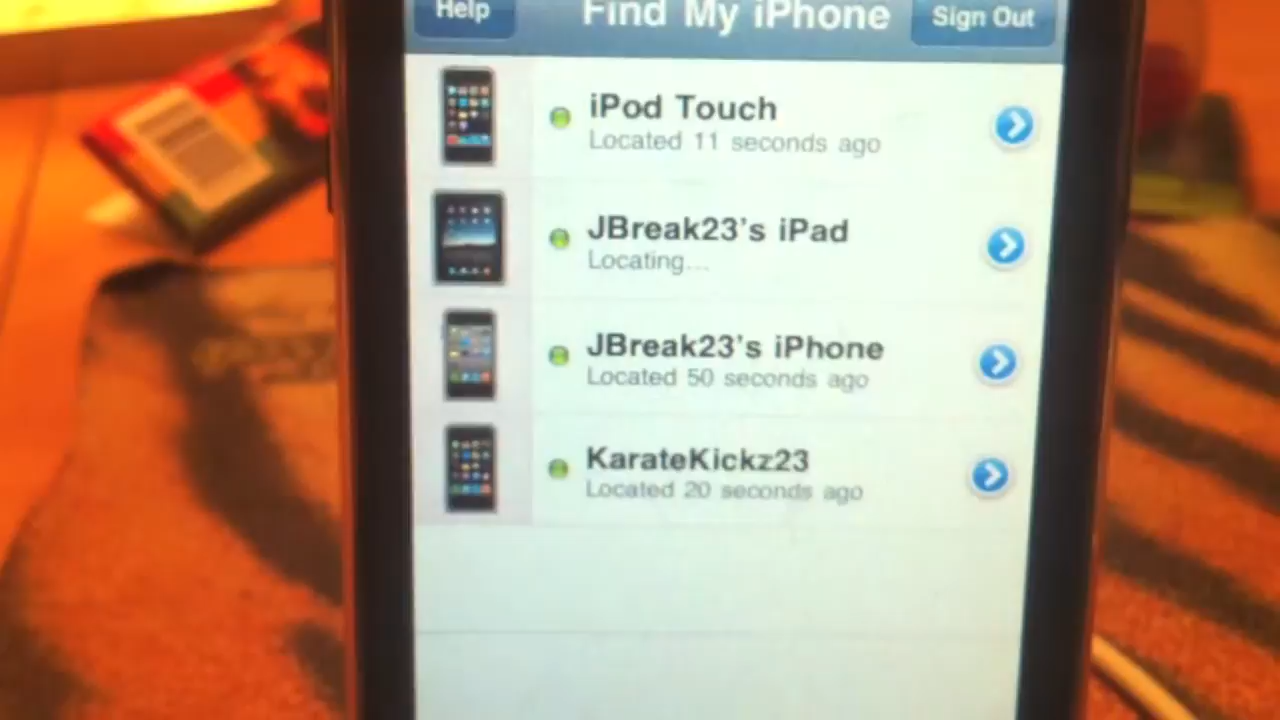 Help
Find My iPhone
Sign Out
iPod Touch
Located 11 seconds ago
JBreak23's iPad
Locating...
JBreak23's iPhone
Located 50 seconds ago
KarateKickz23
Located 20 seconds ago